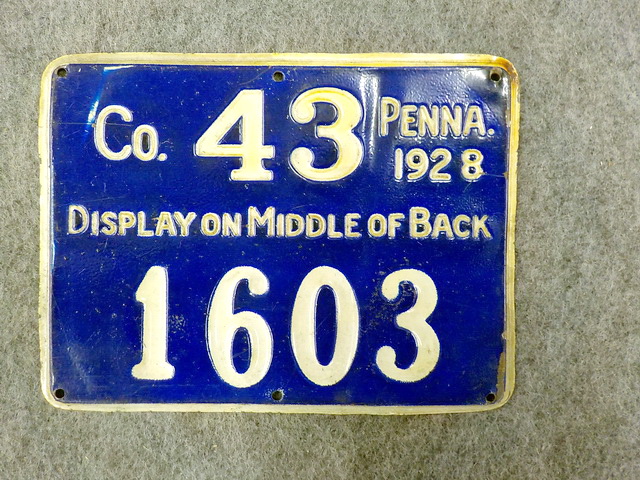 Co. 43 PENNA.
1928
DISPLAY ON MIDDLE OF BACK
1603